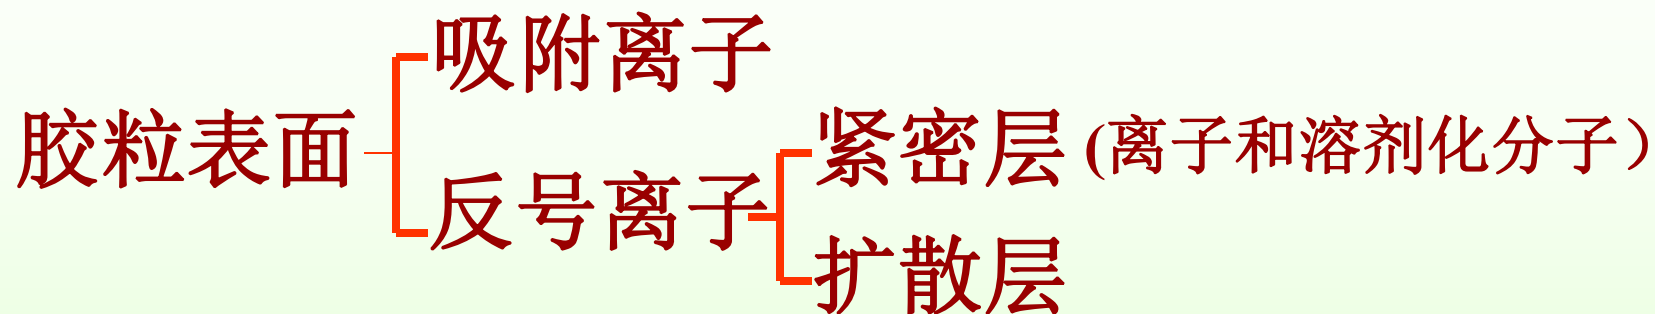 吸附离子
胶粒表面
紧密层 (离子和溶剂化分子）
反号离子
扩散层